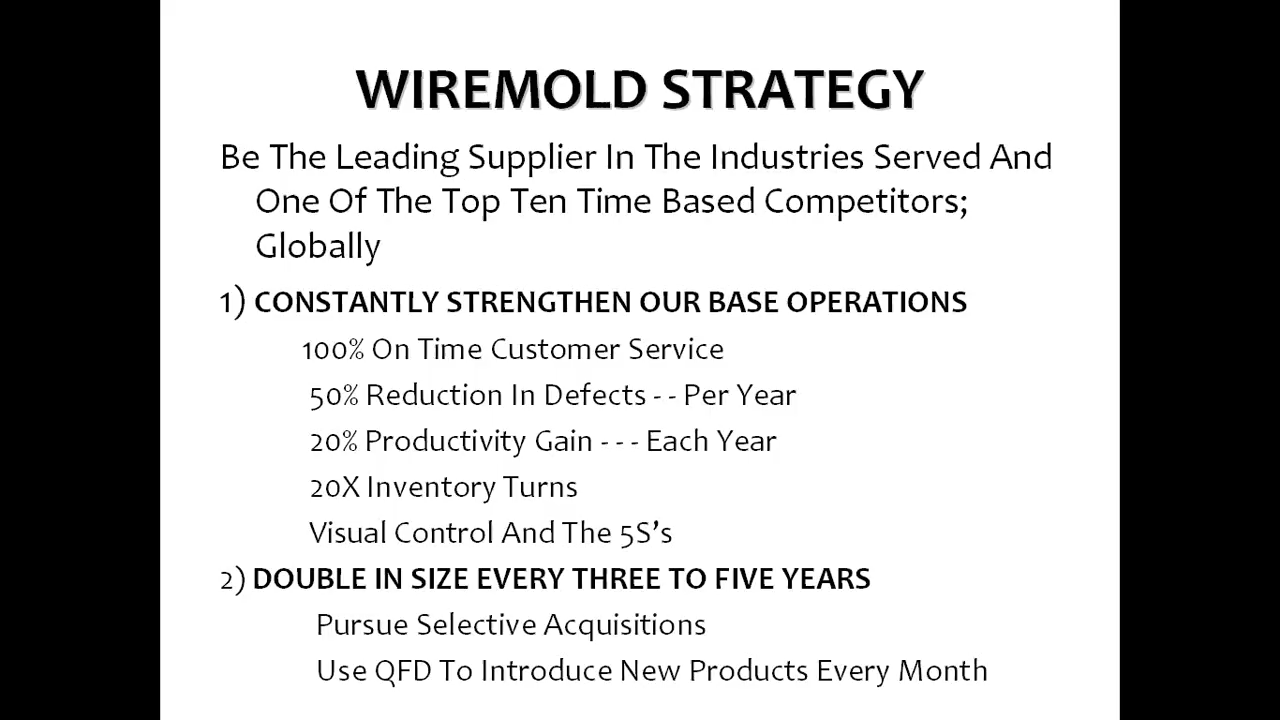 WIREMOLD STRATEGY
Be The Leading Supplier In The Industries Served And
One Of The Top Ten Time Based Competitors;
Globally
1) CONSTANTLY STRENGTHEN OUR BASE OPERATIONS
100% On Time Customer Service
50% Reduction In Defects - - Per Year
20% Productivity Gain - - - Each Year
20X Inventory Turns
Visual Control And The 5S’s
2) DOUBLE IN SIZE EVERY THREE TO FIVE YEARS
Pursue Selective Acquisitions
Use QFD To Introduce New Products Every Month